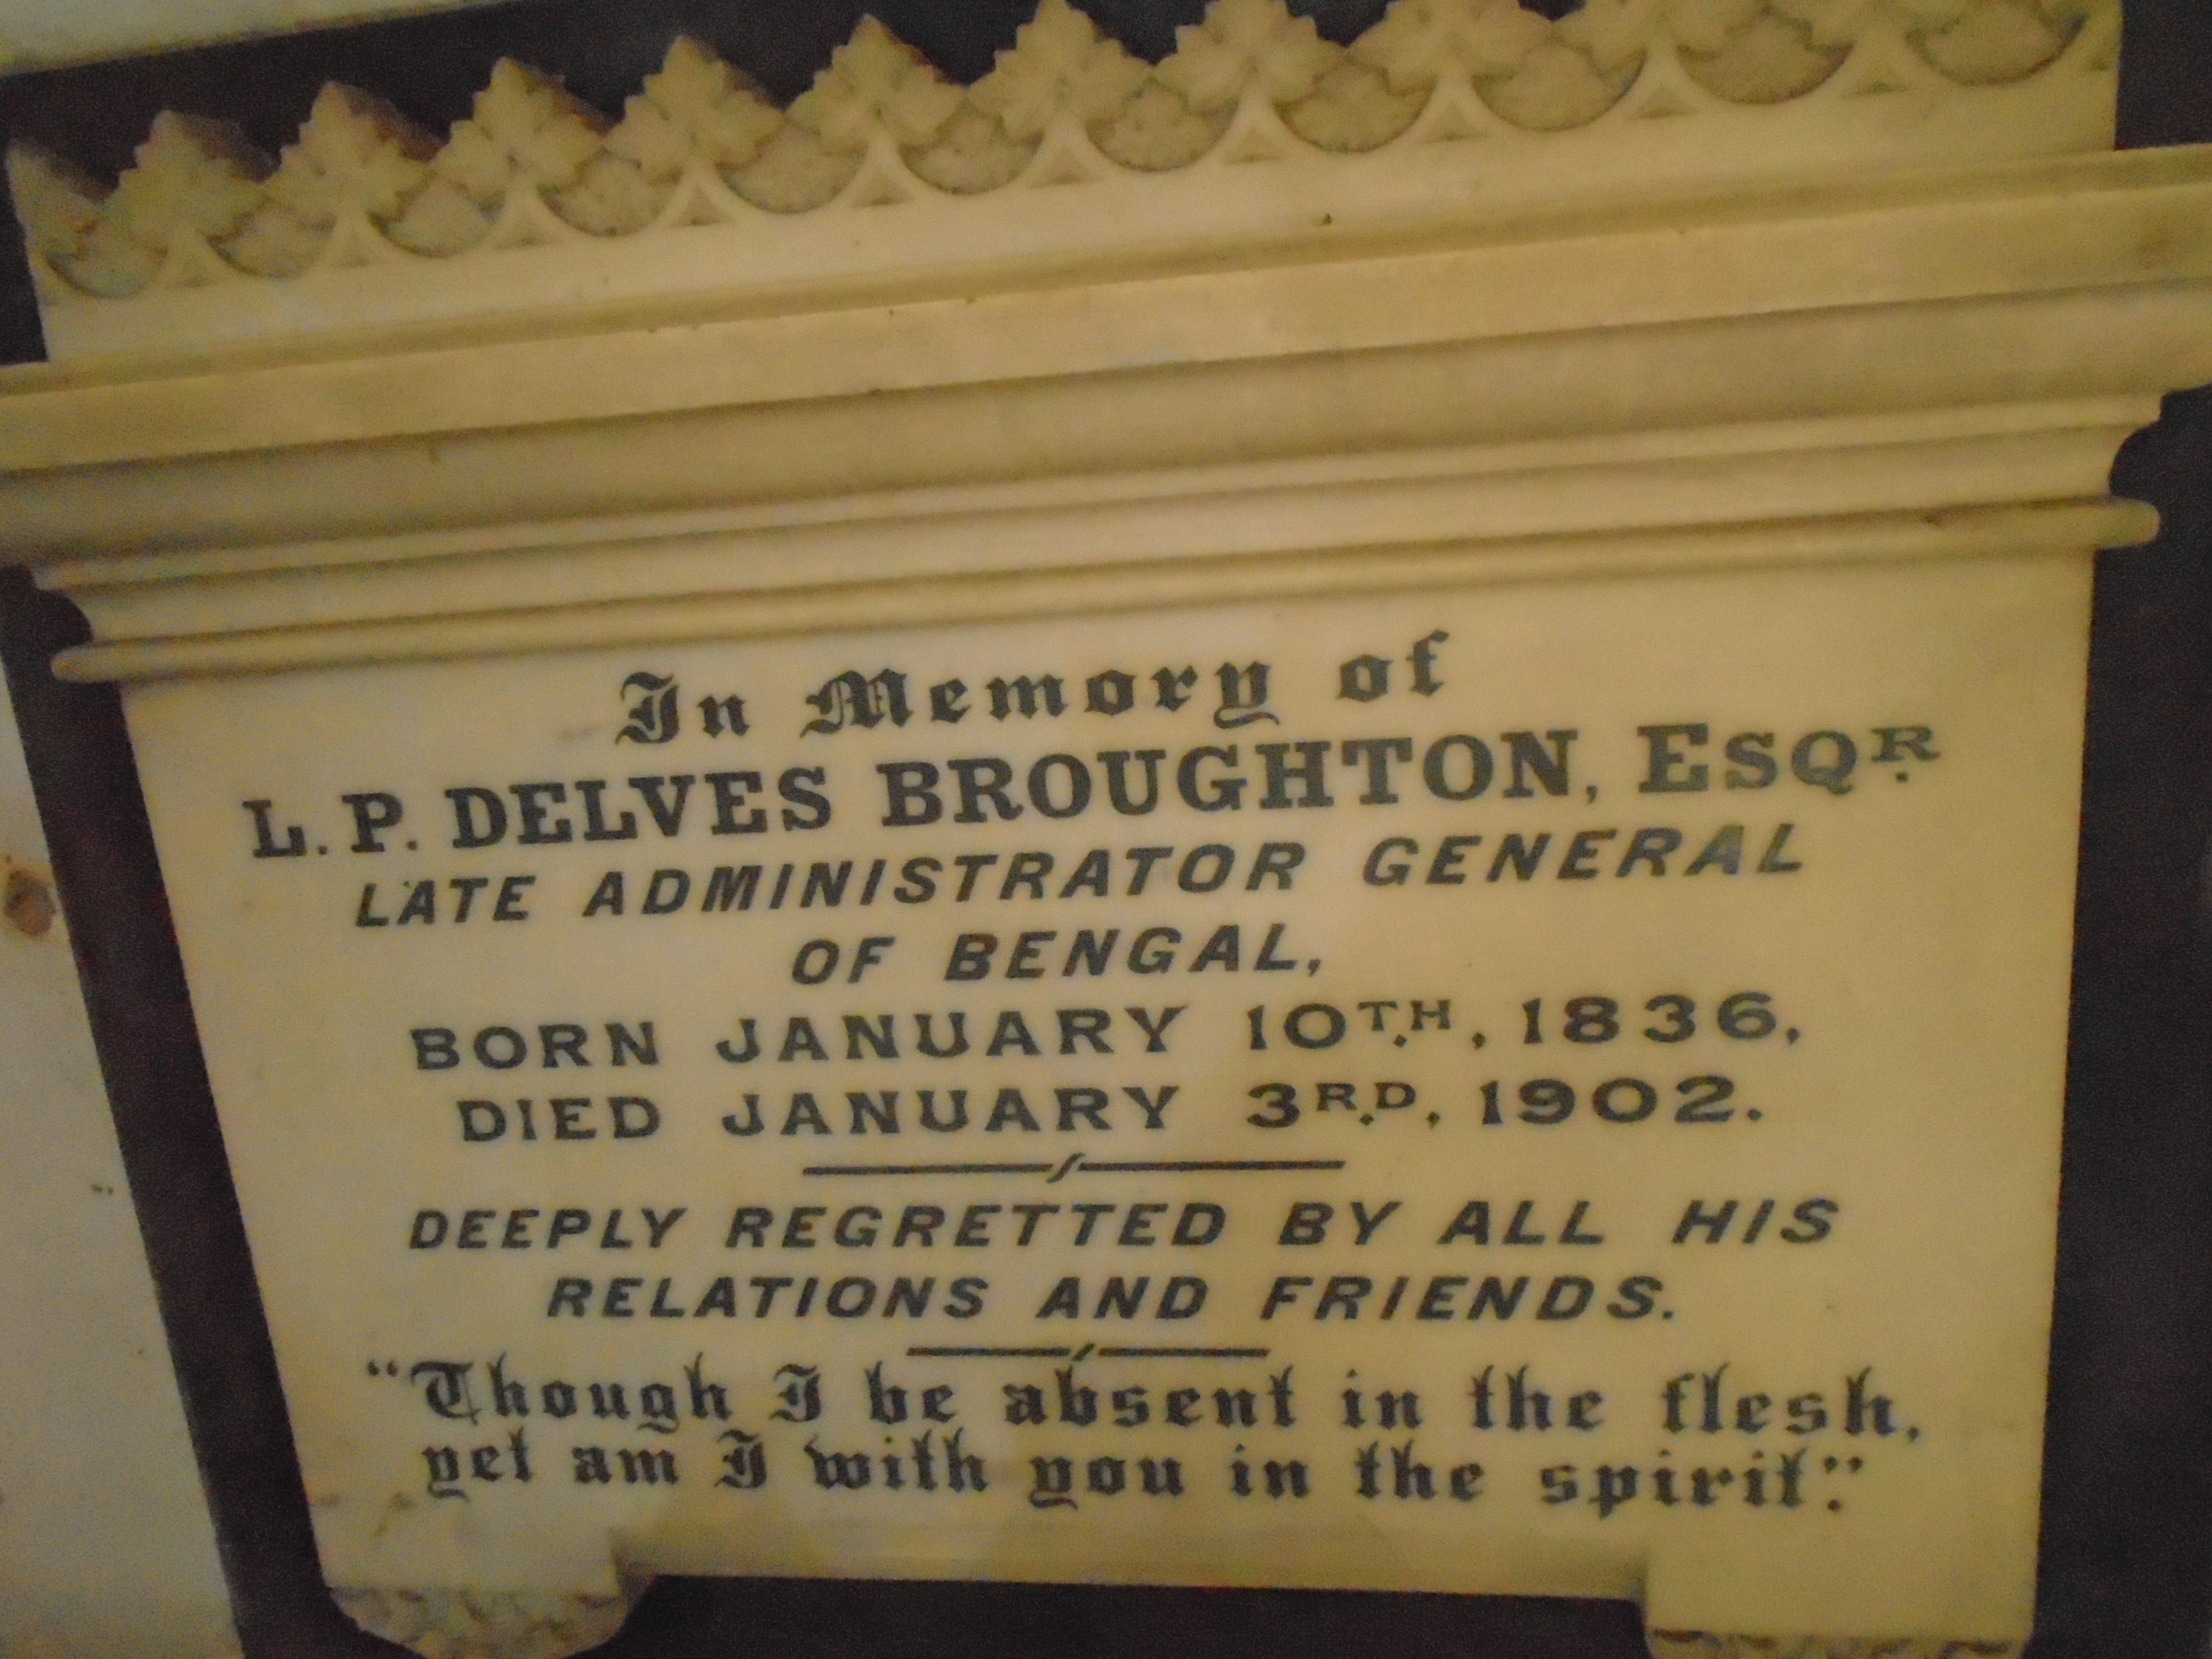 In Memory of
L. P. DELVES BROUGHTON, ESQR.
LATE ADMINISTRATOR GENERAL
OF BENGAL,
BORN JANUARY 10TH, 1836,
DIED JANUARY 3RD, 1902.
DEEPLY REGRETTED BY ALL HIS
RELATIONS AND FRIENDS.
"Though I be absent in the flesh,
yet am I with you in the spirit".